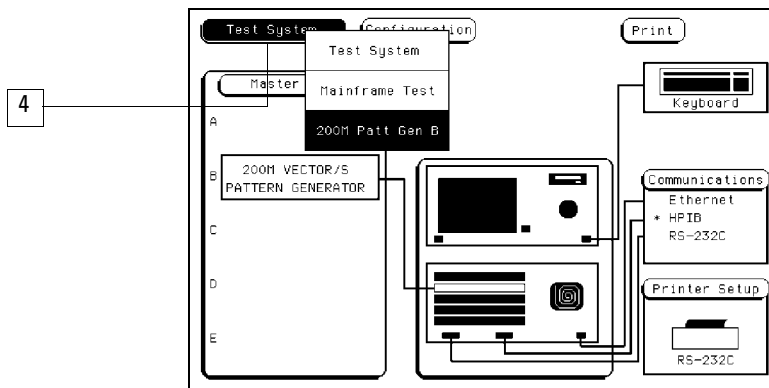 Test System
Configuration
Print
Test System
Mainframe Test
200M Patt Gen B
Master
4
A
B
200M VECTOR/S
PATTERN GENERATOR
C
D
E
Keyboard
Communications
Ethernet
* HPIB
RS-232C
Printer Setup
RS-232C